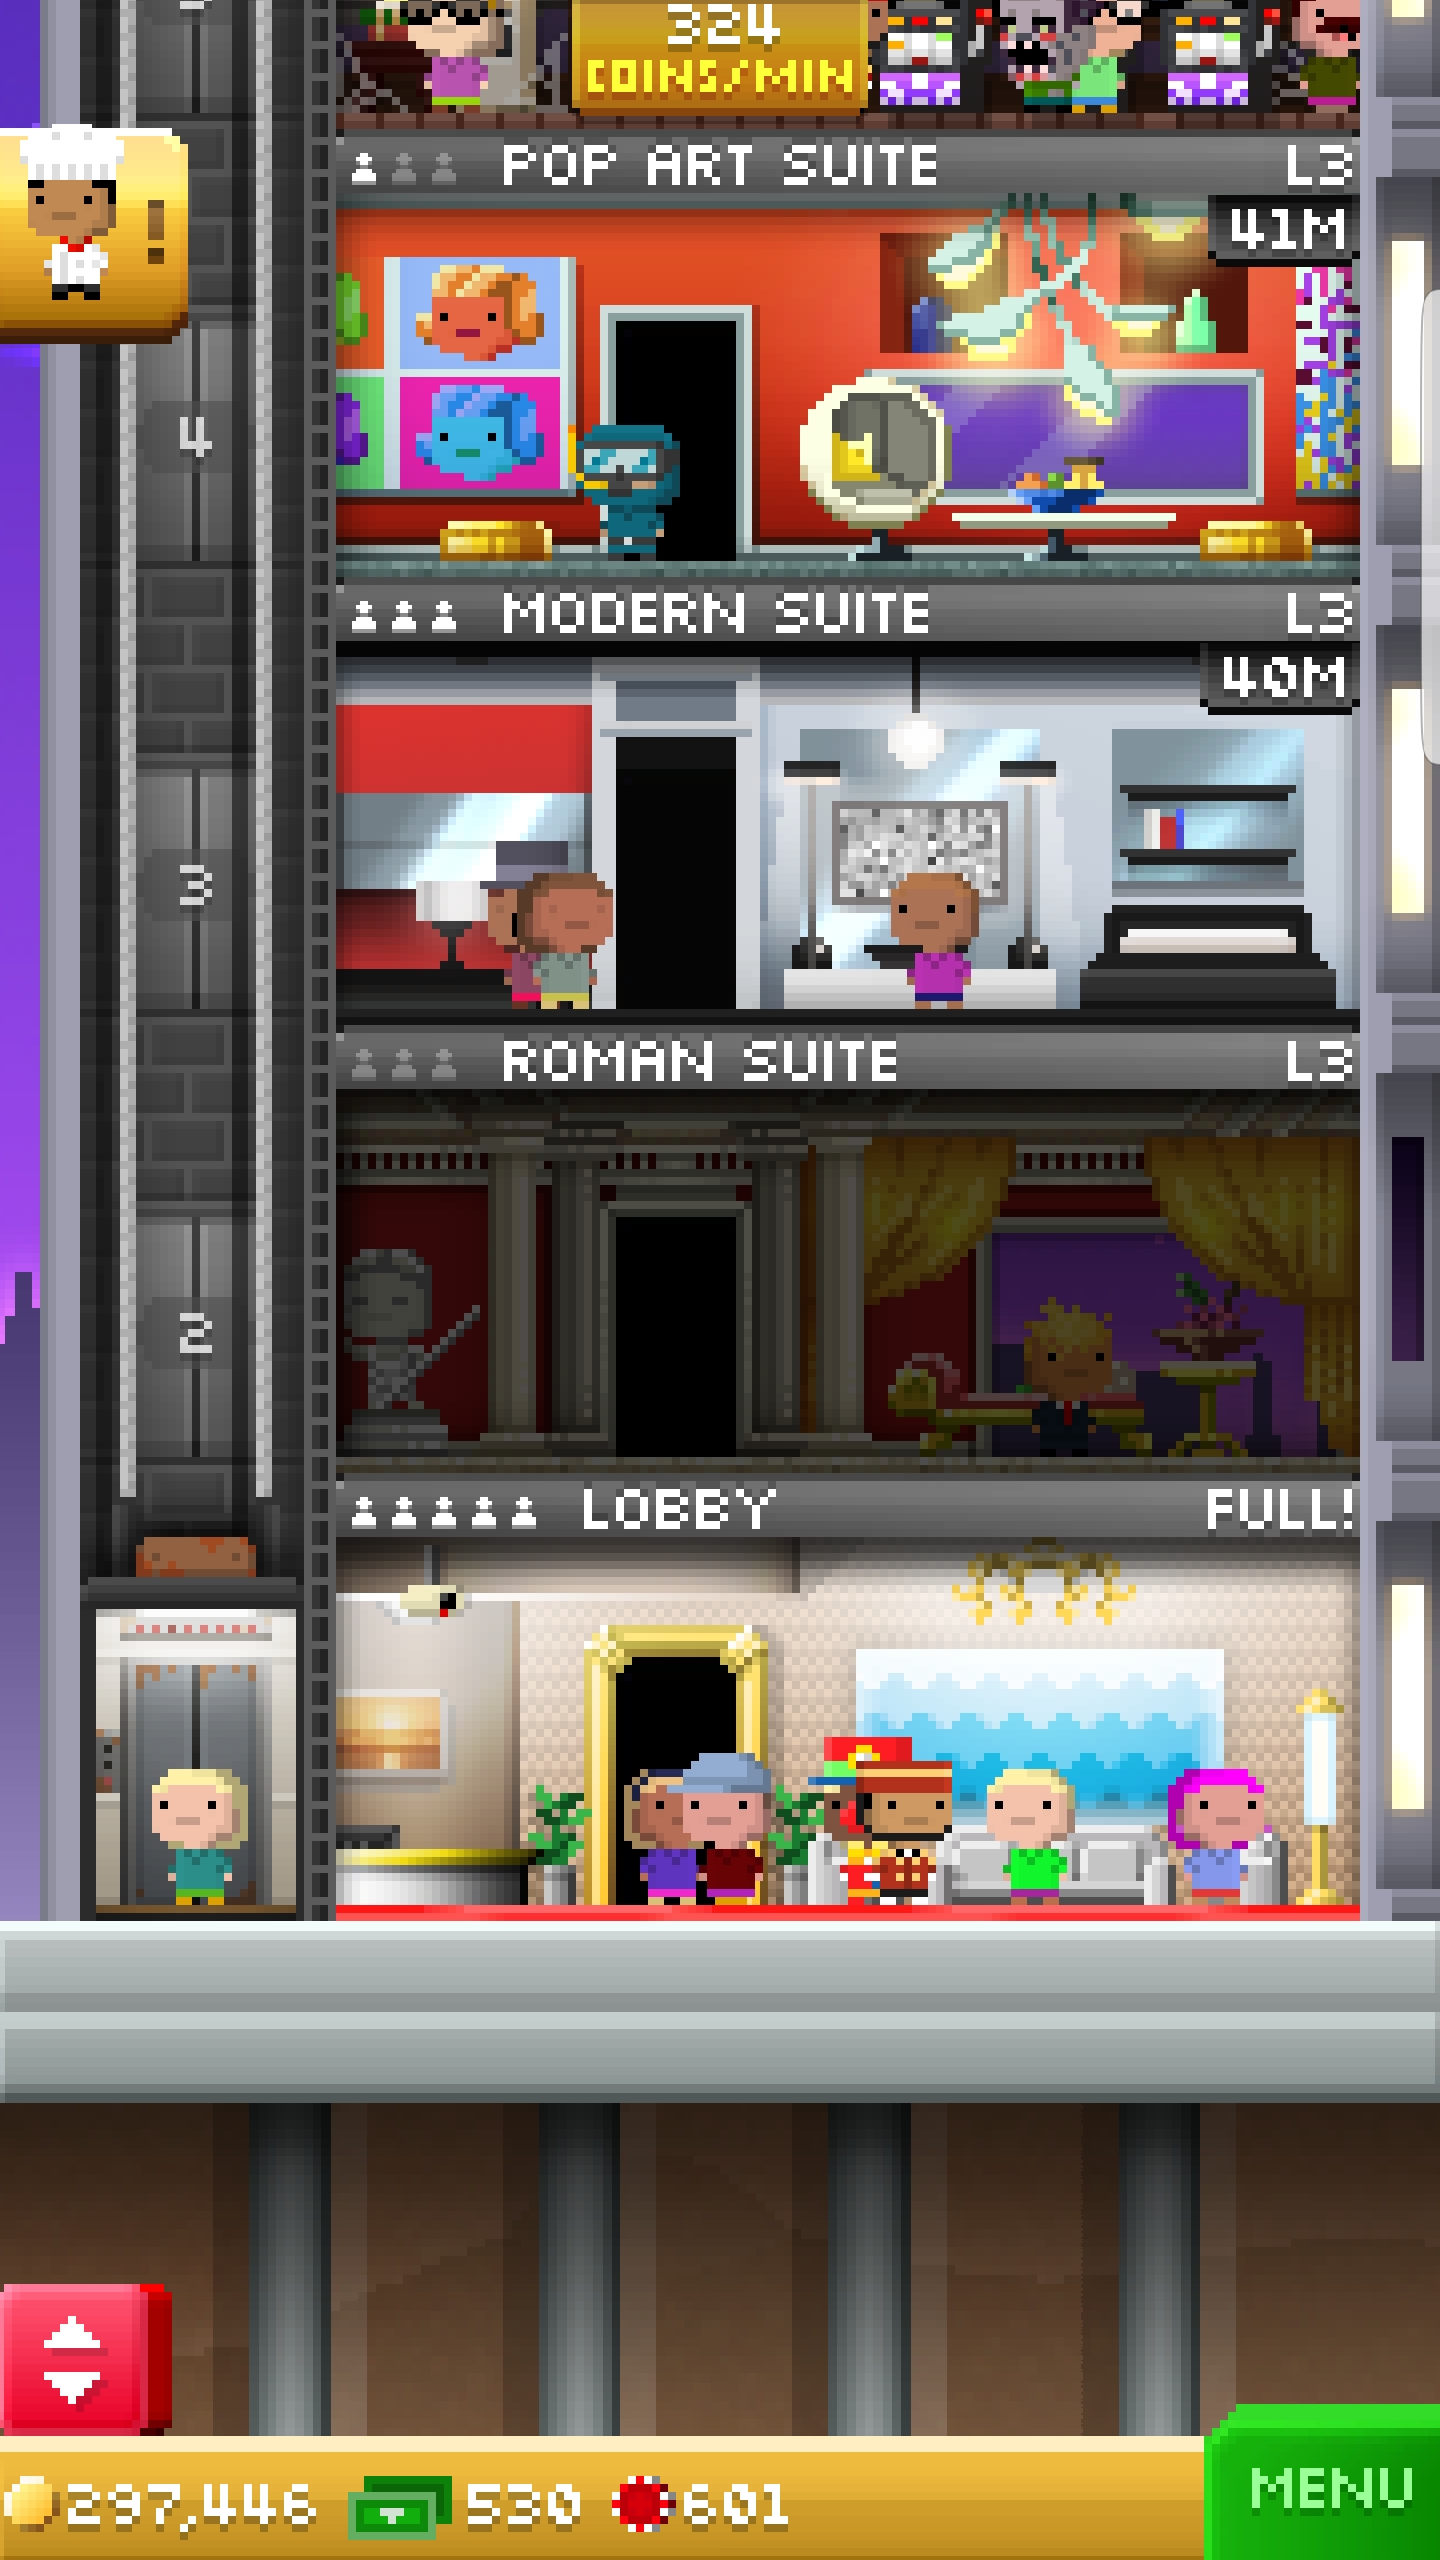 324
COINS/MIN
POP ART SUITE L3
41M
!
4
MODERN SUITE L3
40M
3
ROMAN SUITE L3
2
LOBBY FULL!
297,446 530 601
MENU